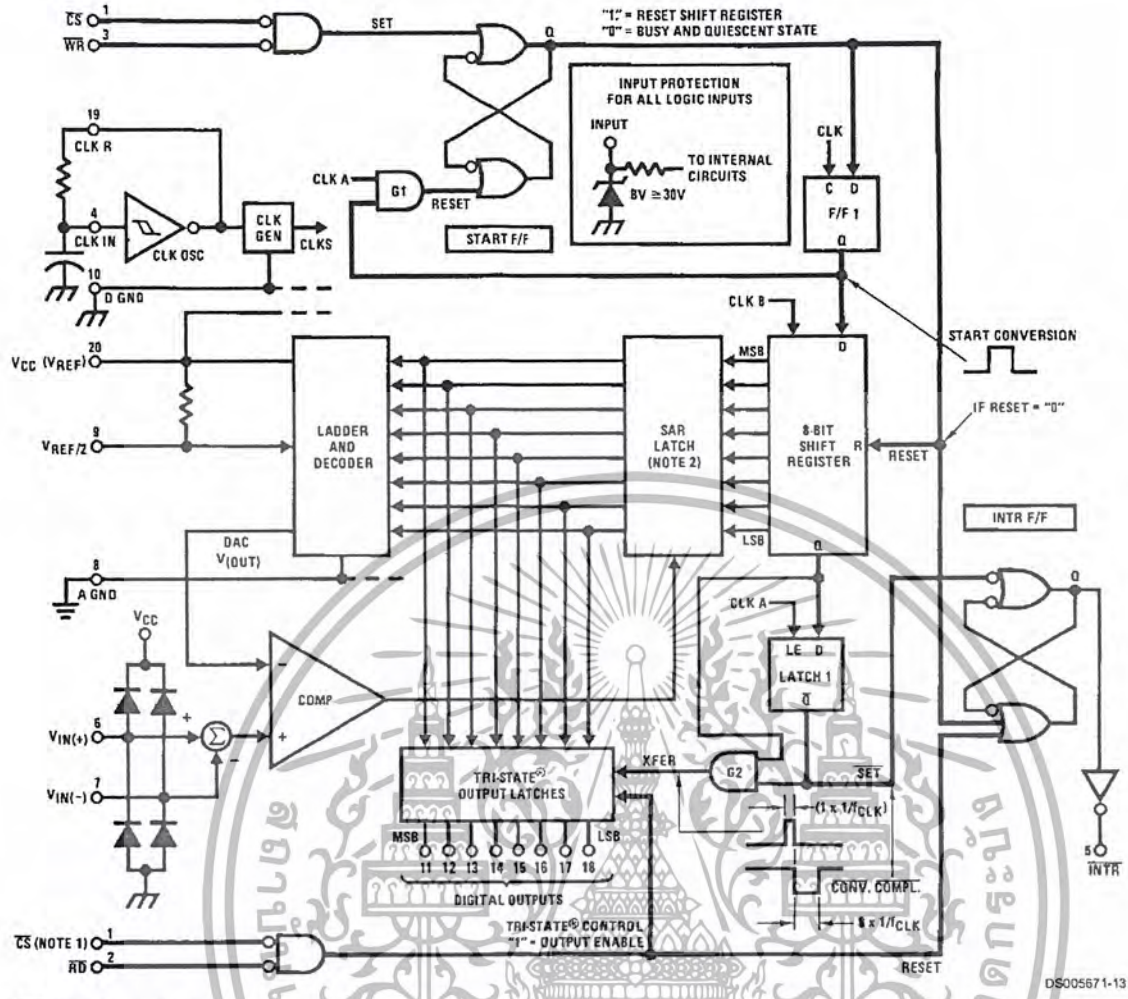 CS 1
WR 3
SET
Q
"1," = RESET SHIFT REGISTER
"0" = BUSY AND QUIESCENT STATE
INPUT PROTECTION
FOR ALL LOGIC INPUTS
INPUT
TO INTERNAL
CIRCUITS
BV ≅ 30V
19
CLK R
4
CLK IN
CLK OSC
CLK
GEN
CLKS
10
D GND
CLK A
G1
RESET
START F/F
CLK
C D
F/F 1
Q
CLK B
START CONVERSION
20
VCC (VREF)
9
VREF/2
LADDER
AND
DECODER
SAR
LATCH
(NOTE 2)
MSB
LSB
D
8-BIT
SHIFT
REGISTER
R
Q
RESET
IF RESET = "0"
INTR F/F
DAC
V(OUT)
8
A GND
CLK A
LE D
LATCH 1
Q
Q
VCC
COMP
-
+
6
VIN(+)
7
VIN(-)
+
Σ
-
XFER
G2
SET
TRI-STATE®
OUTPUT LATCHES
MSB
LSB
11 12 13 14 15 16 17 18
DIGITAL OUTPUTS
(1 x 1/fCLK)
CONV. COMPL.
8 x 1/fCLK
5
INTR
TRI-STATE® CONTROL
"1" = OUTPUT ENABLE
CS (NOTE 1) 1
RD 2
RESET
DS005671-13